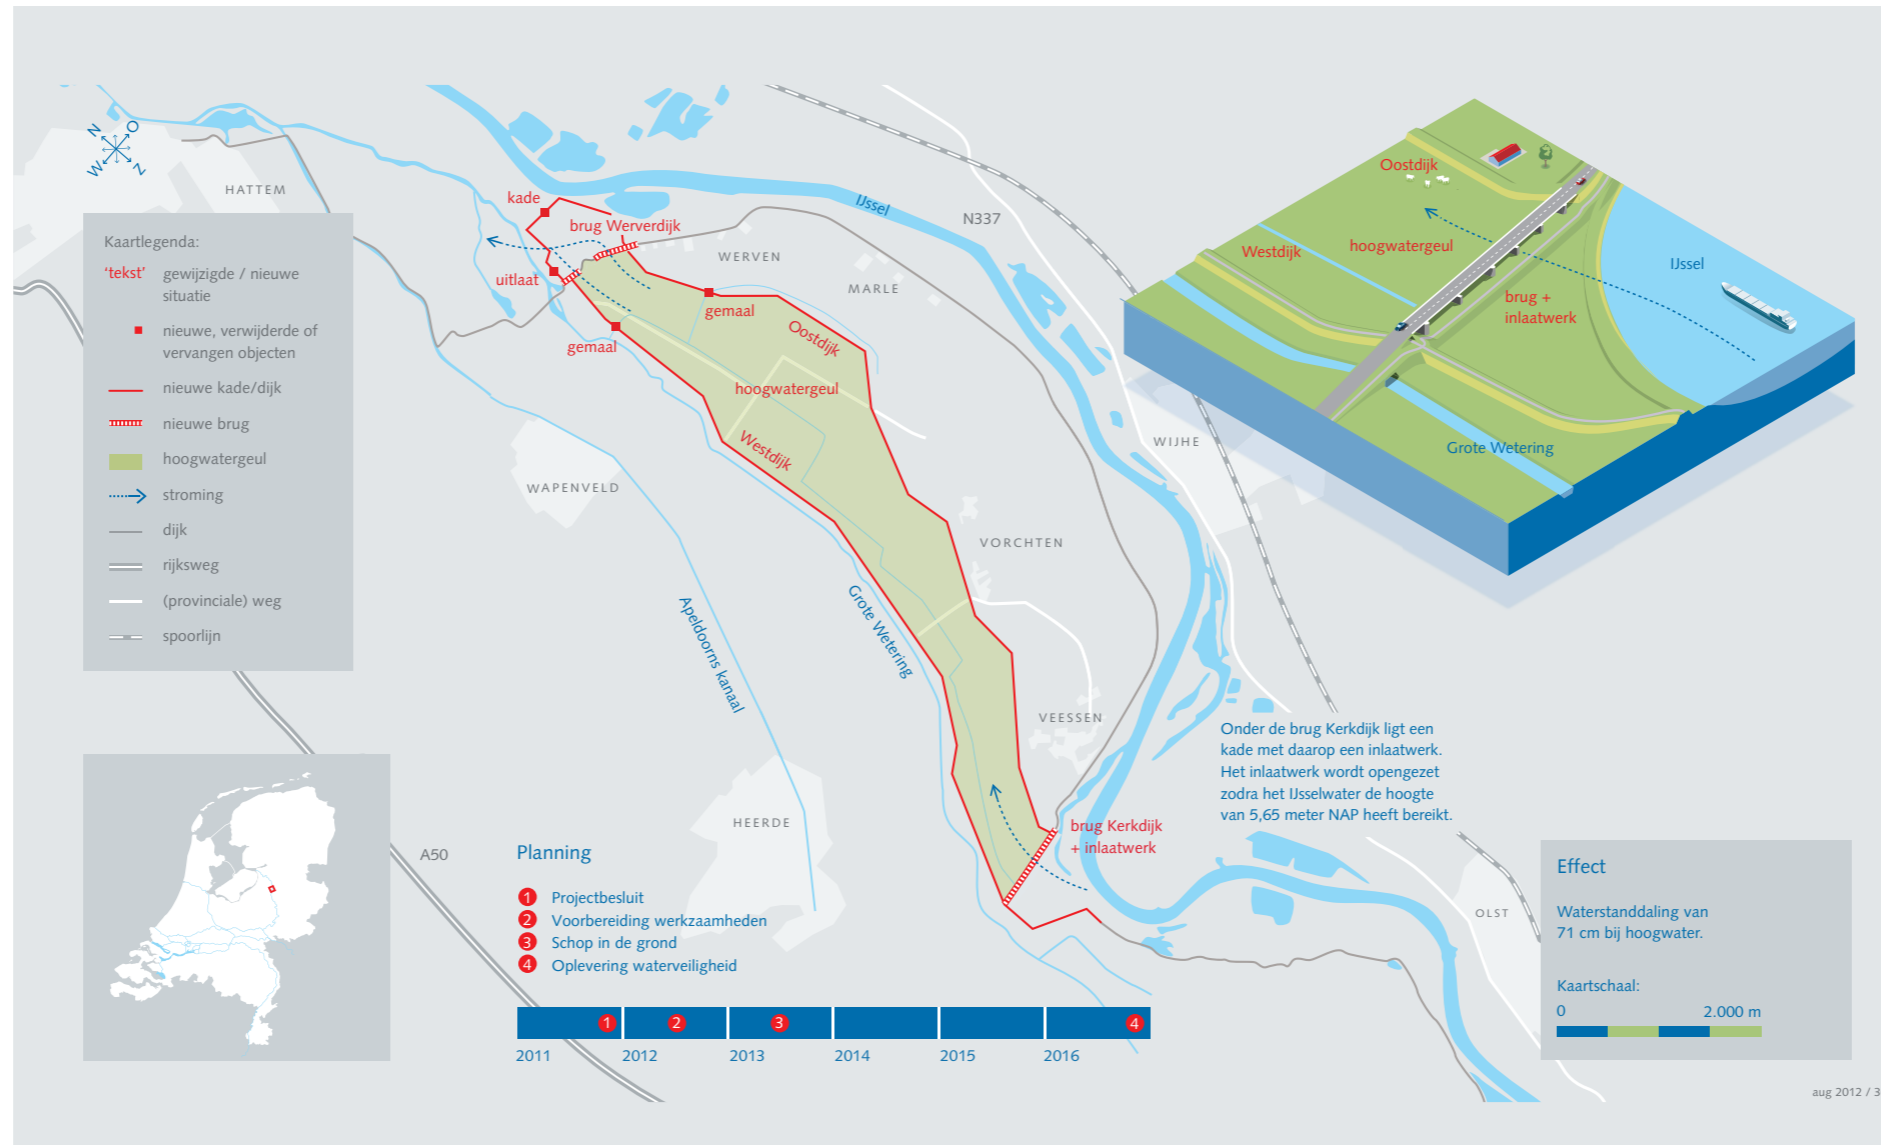 N
O
W
Z
HATTEM
Kaartlegenda:
'tekst' gewijzigde / nieuwe
situatie
nieuwe, verwijderde of
vervangen objecten
nieuwe kade/dijk
nieuwe brug
hoogwatergeul
stroming
dijk
rijksweg
(provinciale) weg
spoorlijn
kade
brug Werverdijk
uitlaat
gemaal
gemaal
WERVEN
MARLE
IJssel
N337
Oostdijk
hoogwatergeul
Westdijk
WAPENVELD
WIJHE
VORCHTEN
Apeldoorns kanaal
Grote Wetering
VEESSEN
HEERDE
A50
brug Kerkdijk
+ inlaatwerk
OLST
Onder de brug Kerkdijk ligt een
kade met daarop een inlaatwerk.
Het inlaatwerk wordt opengezet
zodra het IJsselwater de hoogte
van 5,65 meter NAP heeft bereikt.
Oostdijk
Westdijk
hoogwatergeul
IJssel
brug +
inlaatwerk
Grote Wetering
Planning
1 Projectbesluit
2 Voorbereiding werkzaamheden
3 Schop in de grond
4 Oplevering waterveiligheid
1 2 3 4
2011 2012 2013 2014 2015 2016
Effect
Waterstanddaling van
71 cm bij hoogwater.
Kaartschaal:
0 2.000 m
aug 2012 / 3